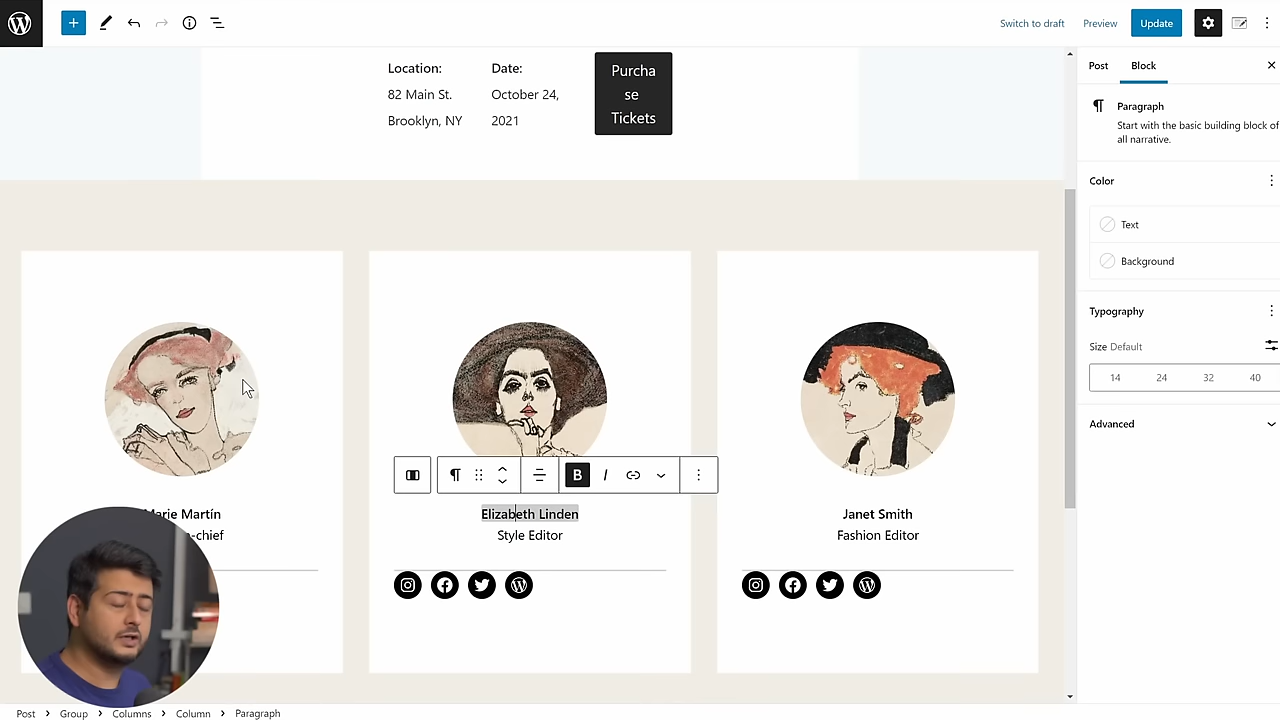 Switch to draft
Preview
Update
Location:
82 Main St.
Brooklyn, NY
Date:
October 24,
2021
Purcha
se
Tickets
Marie Martín
-chief
Elizabeth Linden
Style Editor
Janet Smith
Fashion Editor
Post
Block
Paragraph
Start with the basic building block of
all narrative.
Color
Text
Background
Typography
Size Default
14 24 32 40
Advanced
B
I
Post > Group > Columns > Column > Paragraph